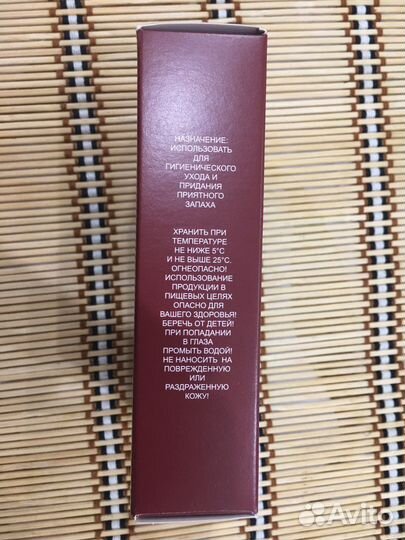 НАЗНАЧЕНИЕ:
ИСПОЛЬЗОВАТЬ
ДЛЯ
ГИГИЕНИЧЕСКОГО
УХОДА И
ПРИДАНИЯ
ПРИЯТНОГО
ЗАПАХА
ХРАНИТЬ ПРИ
ТЕМПЕРАТУРЕ
НЕ НИЖЕ 5°C
И НЕ ВЫШЕ 25°C.
ОГНЕОПАСНО!
ИСПОЛЬЗОВАНИЕ
ПРОДУКЦИИ В
ПИЩЕВЫХ ЦЕЛЯХ
ОПАСНО ДЛЯ
ВАШЕГО ЗДОРОВЬЯ!
БЕРЕЧЬ ОТ ДЕТЕЙ!
ПРИ ПОПАДАНИИ
В ГЛАЗА
ПРОМЫТЬ ВОДОЙ!
НЕ НАНОСИТЬ НА
ПОВРЕЖДЕННУЮ
ИЛИ
РАЗДРАЖЕННУЮ
КОЖУ!
Avito